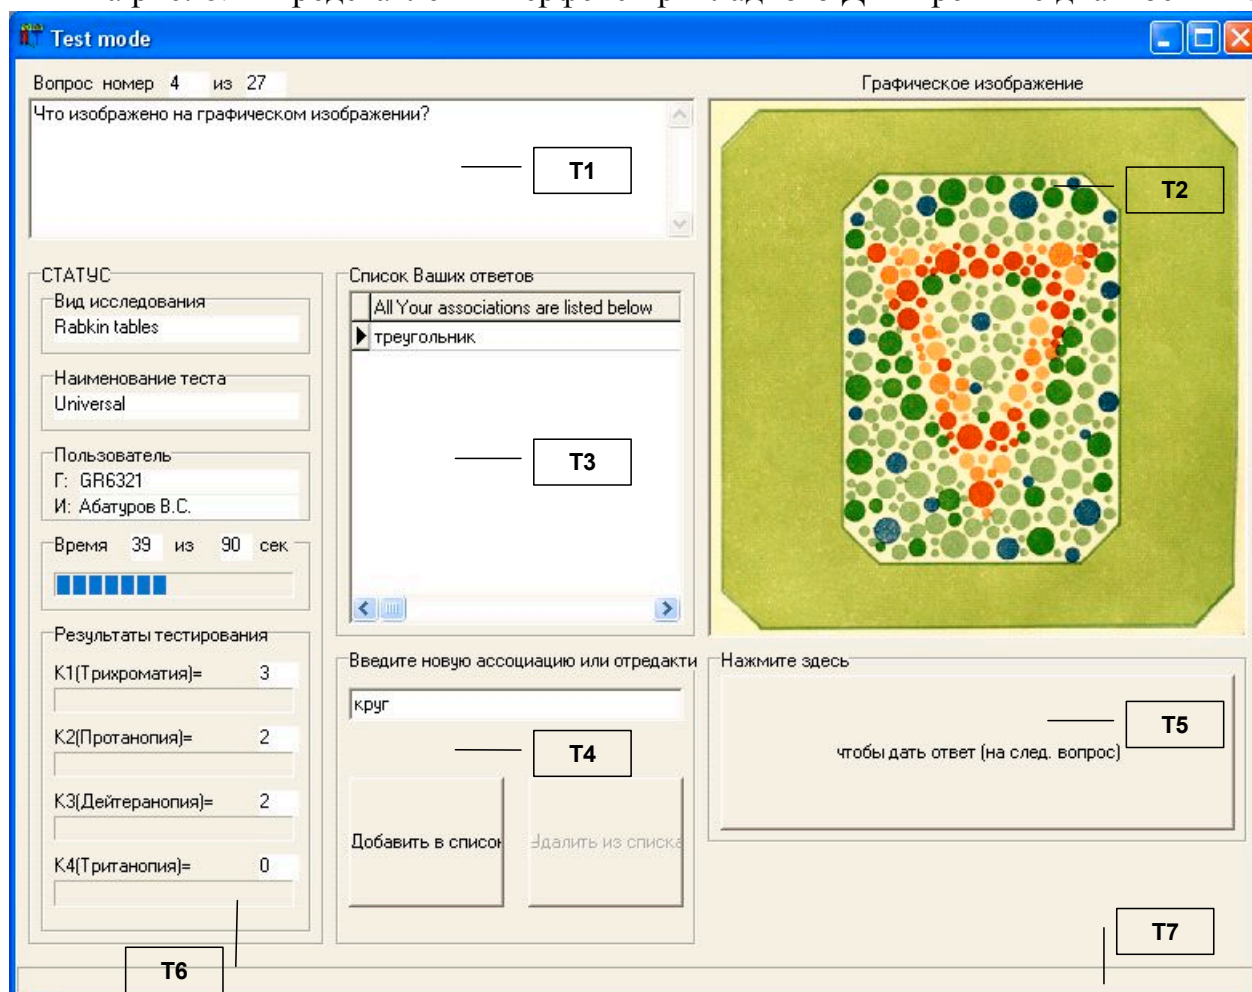 Test mode
Вопрос номер 4 из 27
Что изображено на графическом изображении?
T1
Графическое изображение
T2
СТАТУС
Вид исследования
Rabkin tables
Наименование теста
Universal
Пользователь
Г: GR6321
И: Абатуров В.С.
Время 39 из 90 сек
Результаты тестирования
K1(Трихроматия)= 3
K2(Протанопия)= 2
K3(Дейтеранопия)= 2
K4(Тританопия)= 0
T6
Список Ваших ответов
All Your associations are listed below
треугольник
T3
Введите новую ассоциацию или отредакти
круг
T4
Добавить в список
Удалить из списка
Нажмите здесь
чтобы дать ответ (на след. вопрос)
T5
T7